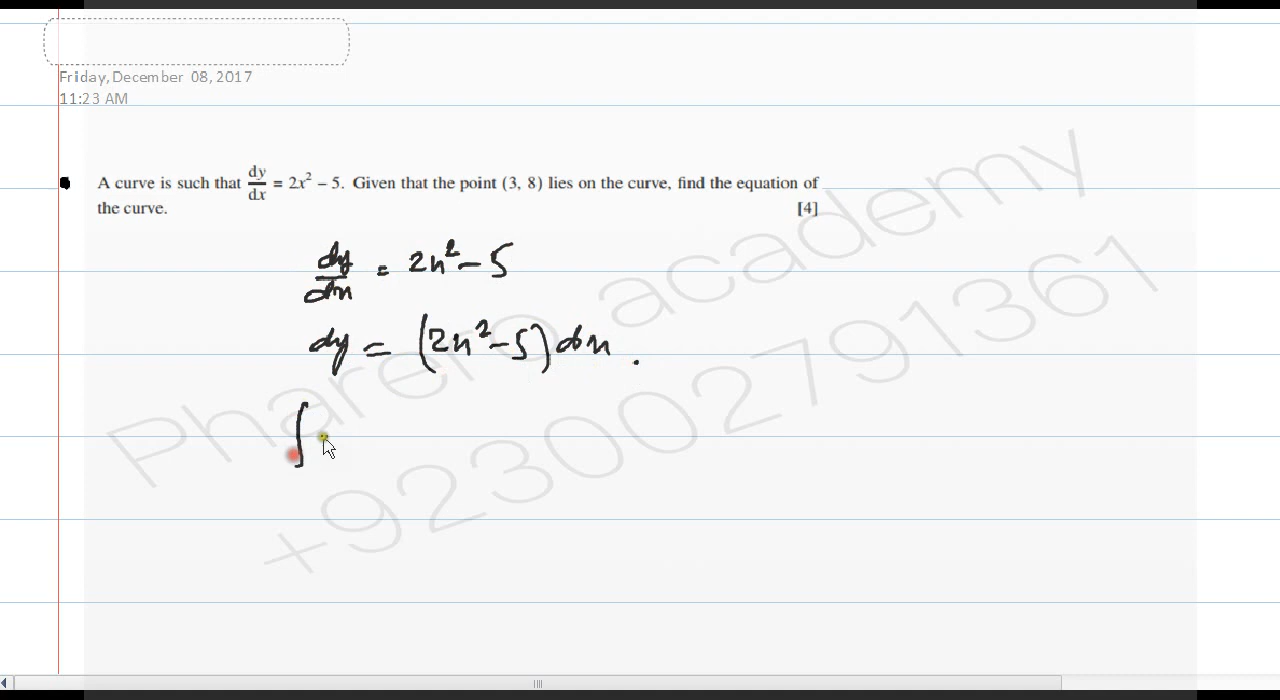 Friday, December 08, 2017
11:23 AM
A curve is such that dy/dx = 2x² − 5. Given that the point (3, 8) lies on the curve, find the equation of
the curve. [4]
dy/dx = 2x² − 5
dy = (2x² − 5) dx .
∫
Pharero academy
+923002791361